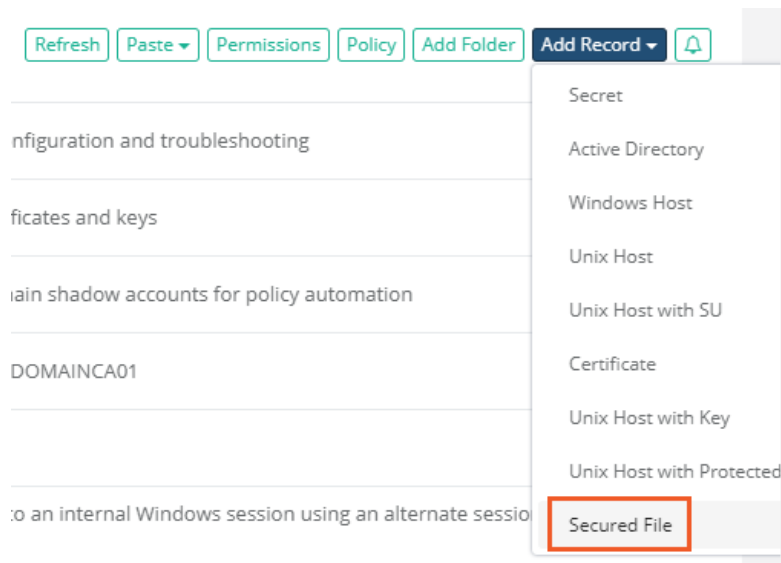 Refresh Paste Permissions Policy Add Folder Add Record
Secret
nfiguration and troubleshooting
Active Directory
Windows Host
ficates and keys
Unix Host
ain shadow accounts for policy automation
Unix Host with SU
DOMAINCA01
Certificate
Unix Host with Key
Unix Host with Protected
to an internal Windows session using an alternate sessio
Secured File